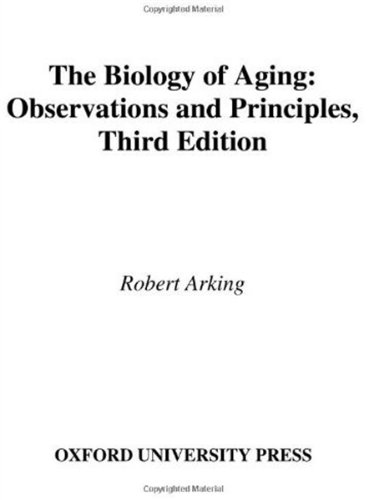 Copyrighted Material
The Biology of Aging:
Observations and Principles,
Third Edition
Robert Arking
OXFORD UNIVERSITY PRESS
Copyrighted Material